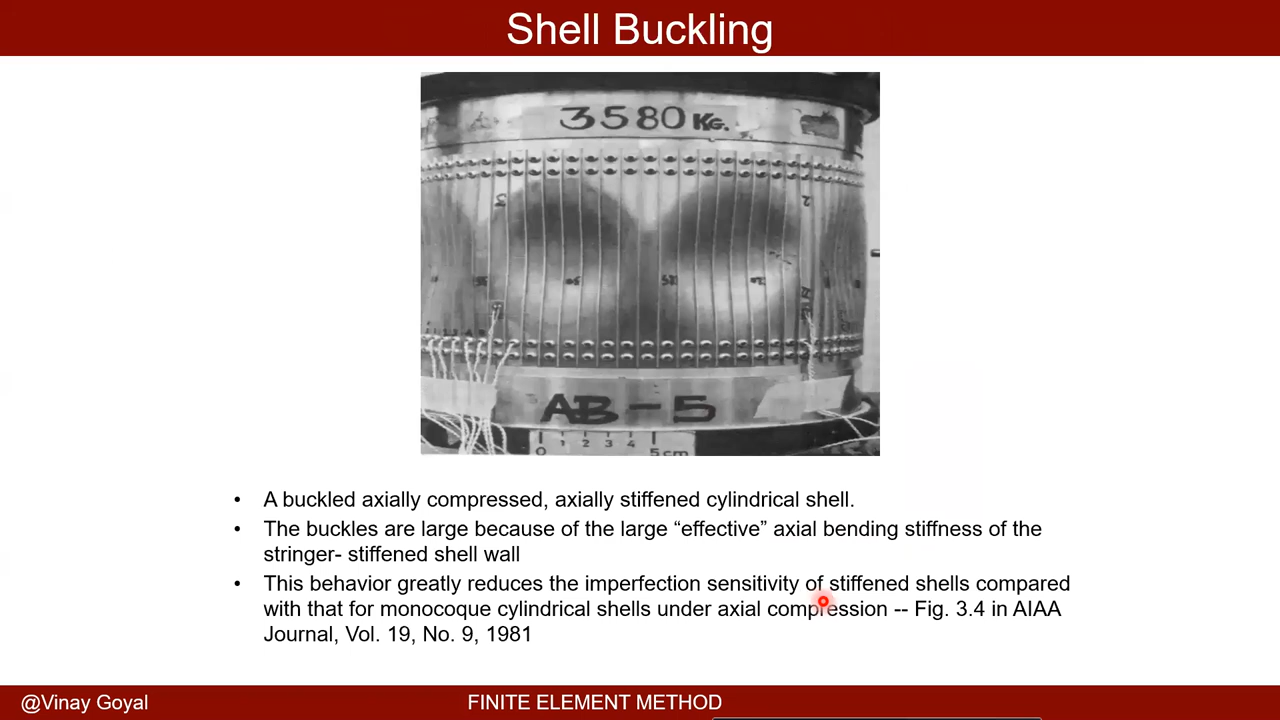 Shell Buckling
3580 KG.
AB-5
0 1 2 3 4 5cm
• A buckled axially compressed, axially stiffened cylindrical shell.
• The buckles are large because of the large “effective” axial bending stiffness of the
stringer- stiffened shell wall
• This behavior greatly reduces the imperfection sensitivity of stiffened shells compared
with that for monocoque cylindrical shells under axial compression -- Fig. 3.4 in AIAA
Journal, Vol. 19, No. 9, 1981
@Vinay Goyal
FINITE ELEMENT METHOD